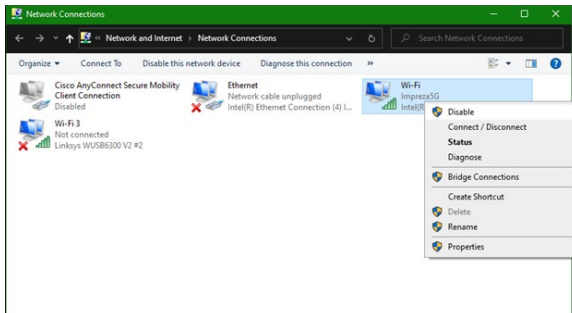 Network Connections
« Network and Internet › Network Connections
Search Network Connections
Organize
Connect To
Disable this network device
Diagnose this connection
»
Cisco AnyConnect Secure Mobility
Client Connection
Disabled
Ethernet
Network cable unplugged
Intel(R) Ethernet Connection (4) I...
Wi-Fi
Impreza5G
Intel(R)
Wi-Fi 3
Not connected
Linksys WUSB6300 V2 #2
Disable
Connect / Disconnect
Status
Diagnose
Bridge Connections
Create Shortcut
Delete
Rename
Properties